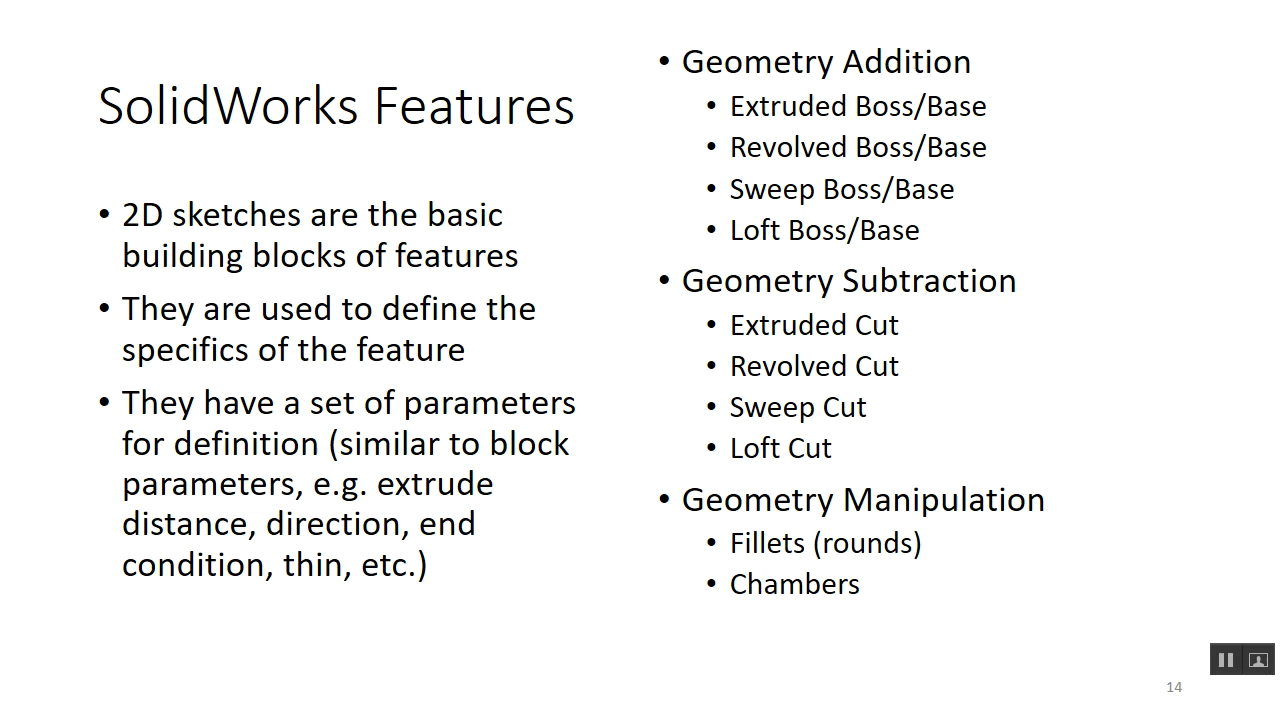 SolidWorks Features
• 2D sketches are the basic
building blocks of features
• They are used to define the
specifics of the feature
• They have a set of parameters
for definition (similar to block
parameters, e.g. extrude
distance, direction, end
condition, thin, etc.)
• Geometry Addition
• Extruded Boss/Base
• Revolved Boss/Base
• Sweep Boss/Base
• Loft Boss/Base
• Geometry Subtraction
• Extruded Cut
• Revolved Cut
• Sweep Cut
• Loft Cut
• Geometry Manipulation
• Fillets (rounds)
• Chambers
14